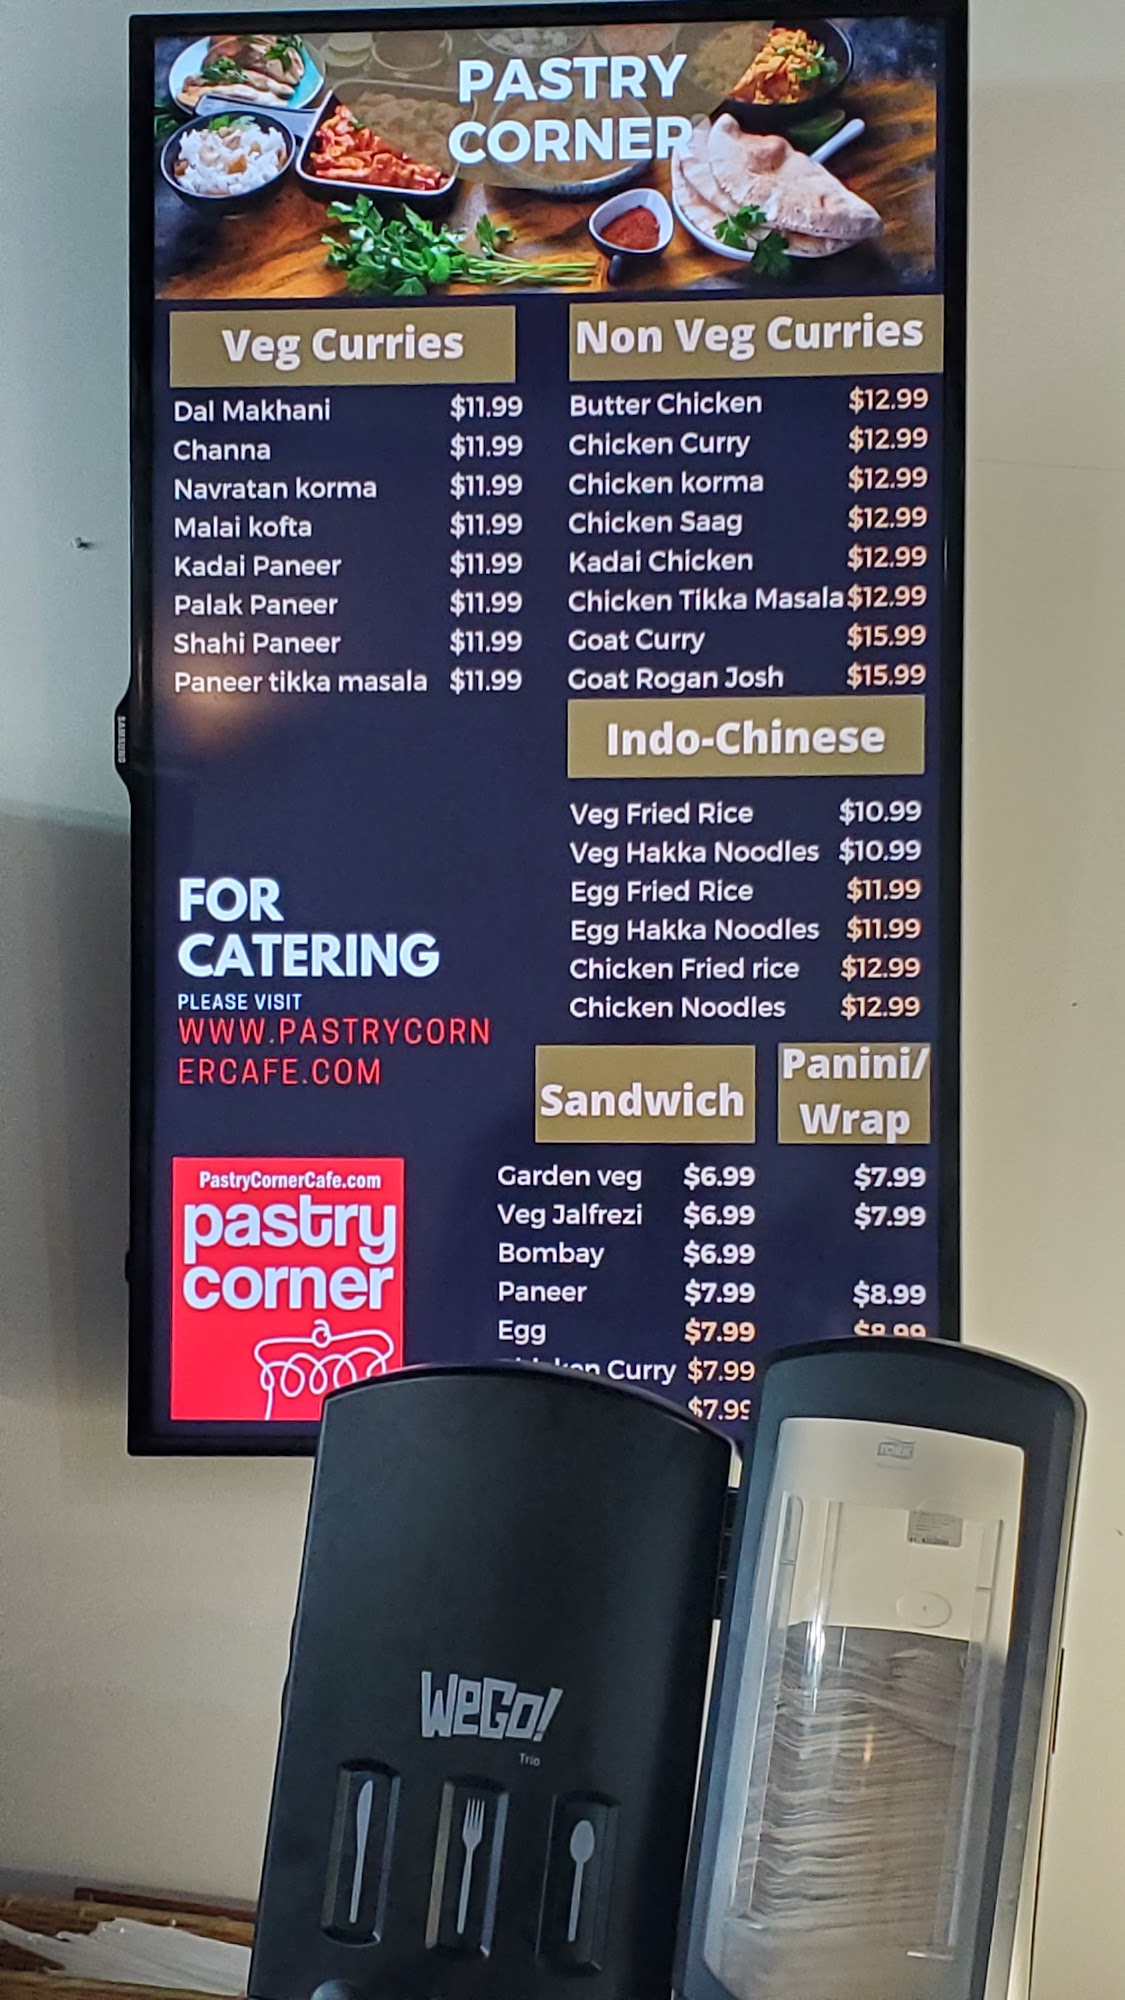 PASTRY
CORNER
Veg Curries
Dal Makhani $11.99
Channa $11.99
Navratan korma $11.99
Malai kofta $11.99
Kadai Paneer $11.99
Palak Paneer $11.99
Shahi Paneer $11.99
Paneer tikka masala $11.99
Non Veg Curries
Butter Chicken $12.99
Chicken Curry $12.99
Chicken korma $12.99
Chicken Saag $12.99
Kadai Chicken $12.99
Chicken Tikka Masala $12.99
Goat Curry $15.99
Goat Rogan Josh $15.99
Indo-Chinese
Veg Fried Rice $10.99
Veg Hakka Noodles $10.99
Egg Fried Rice $11.99
Egg Hakka Noodles $11.99
Chicken Fried rice $12.99
Chicken Noodles $12.99
FOR
CATERING
PLEASE VISIT
WWW.PASTRYCORN
ERCAFE.COM
Sandwich
Panini/
Wrap
Garden veg $6.99 $7.99
Veg Jalfrezi $6.99 $7.99
Bombay $6.99
Paneer $7.99 $8.99
Egg $7.99 $8.99
Curry $7.99
$7.99
PastryCornerCafe.com
pastry
corner
SAMSUNG
TORK
WeGo!
Trio